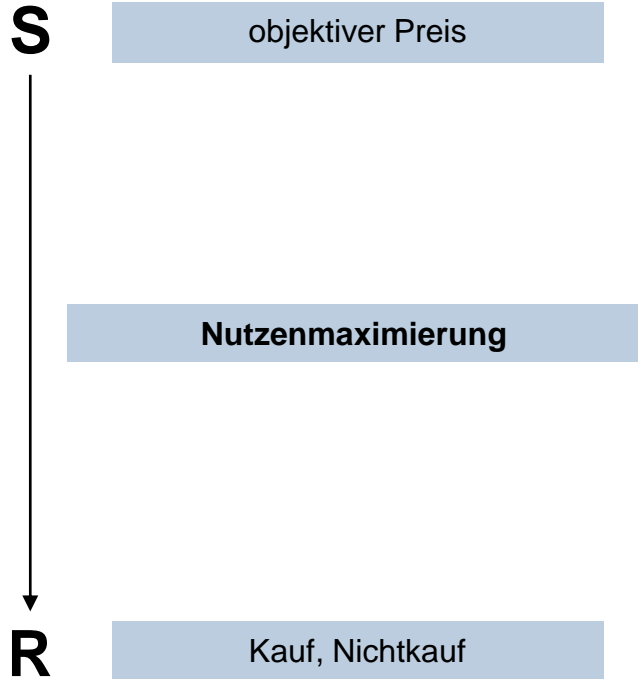 S
objektiver Preis
Nutzenmaximierung
R
Kauf, Nichtkauf